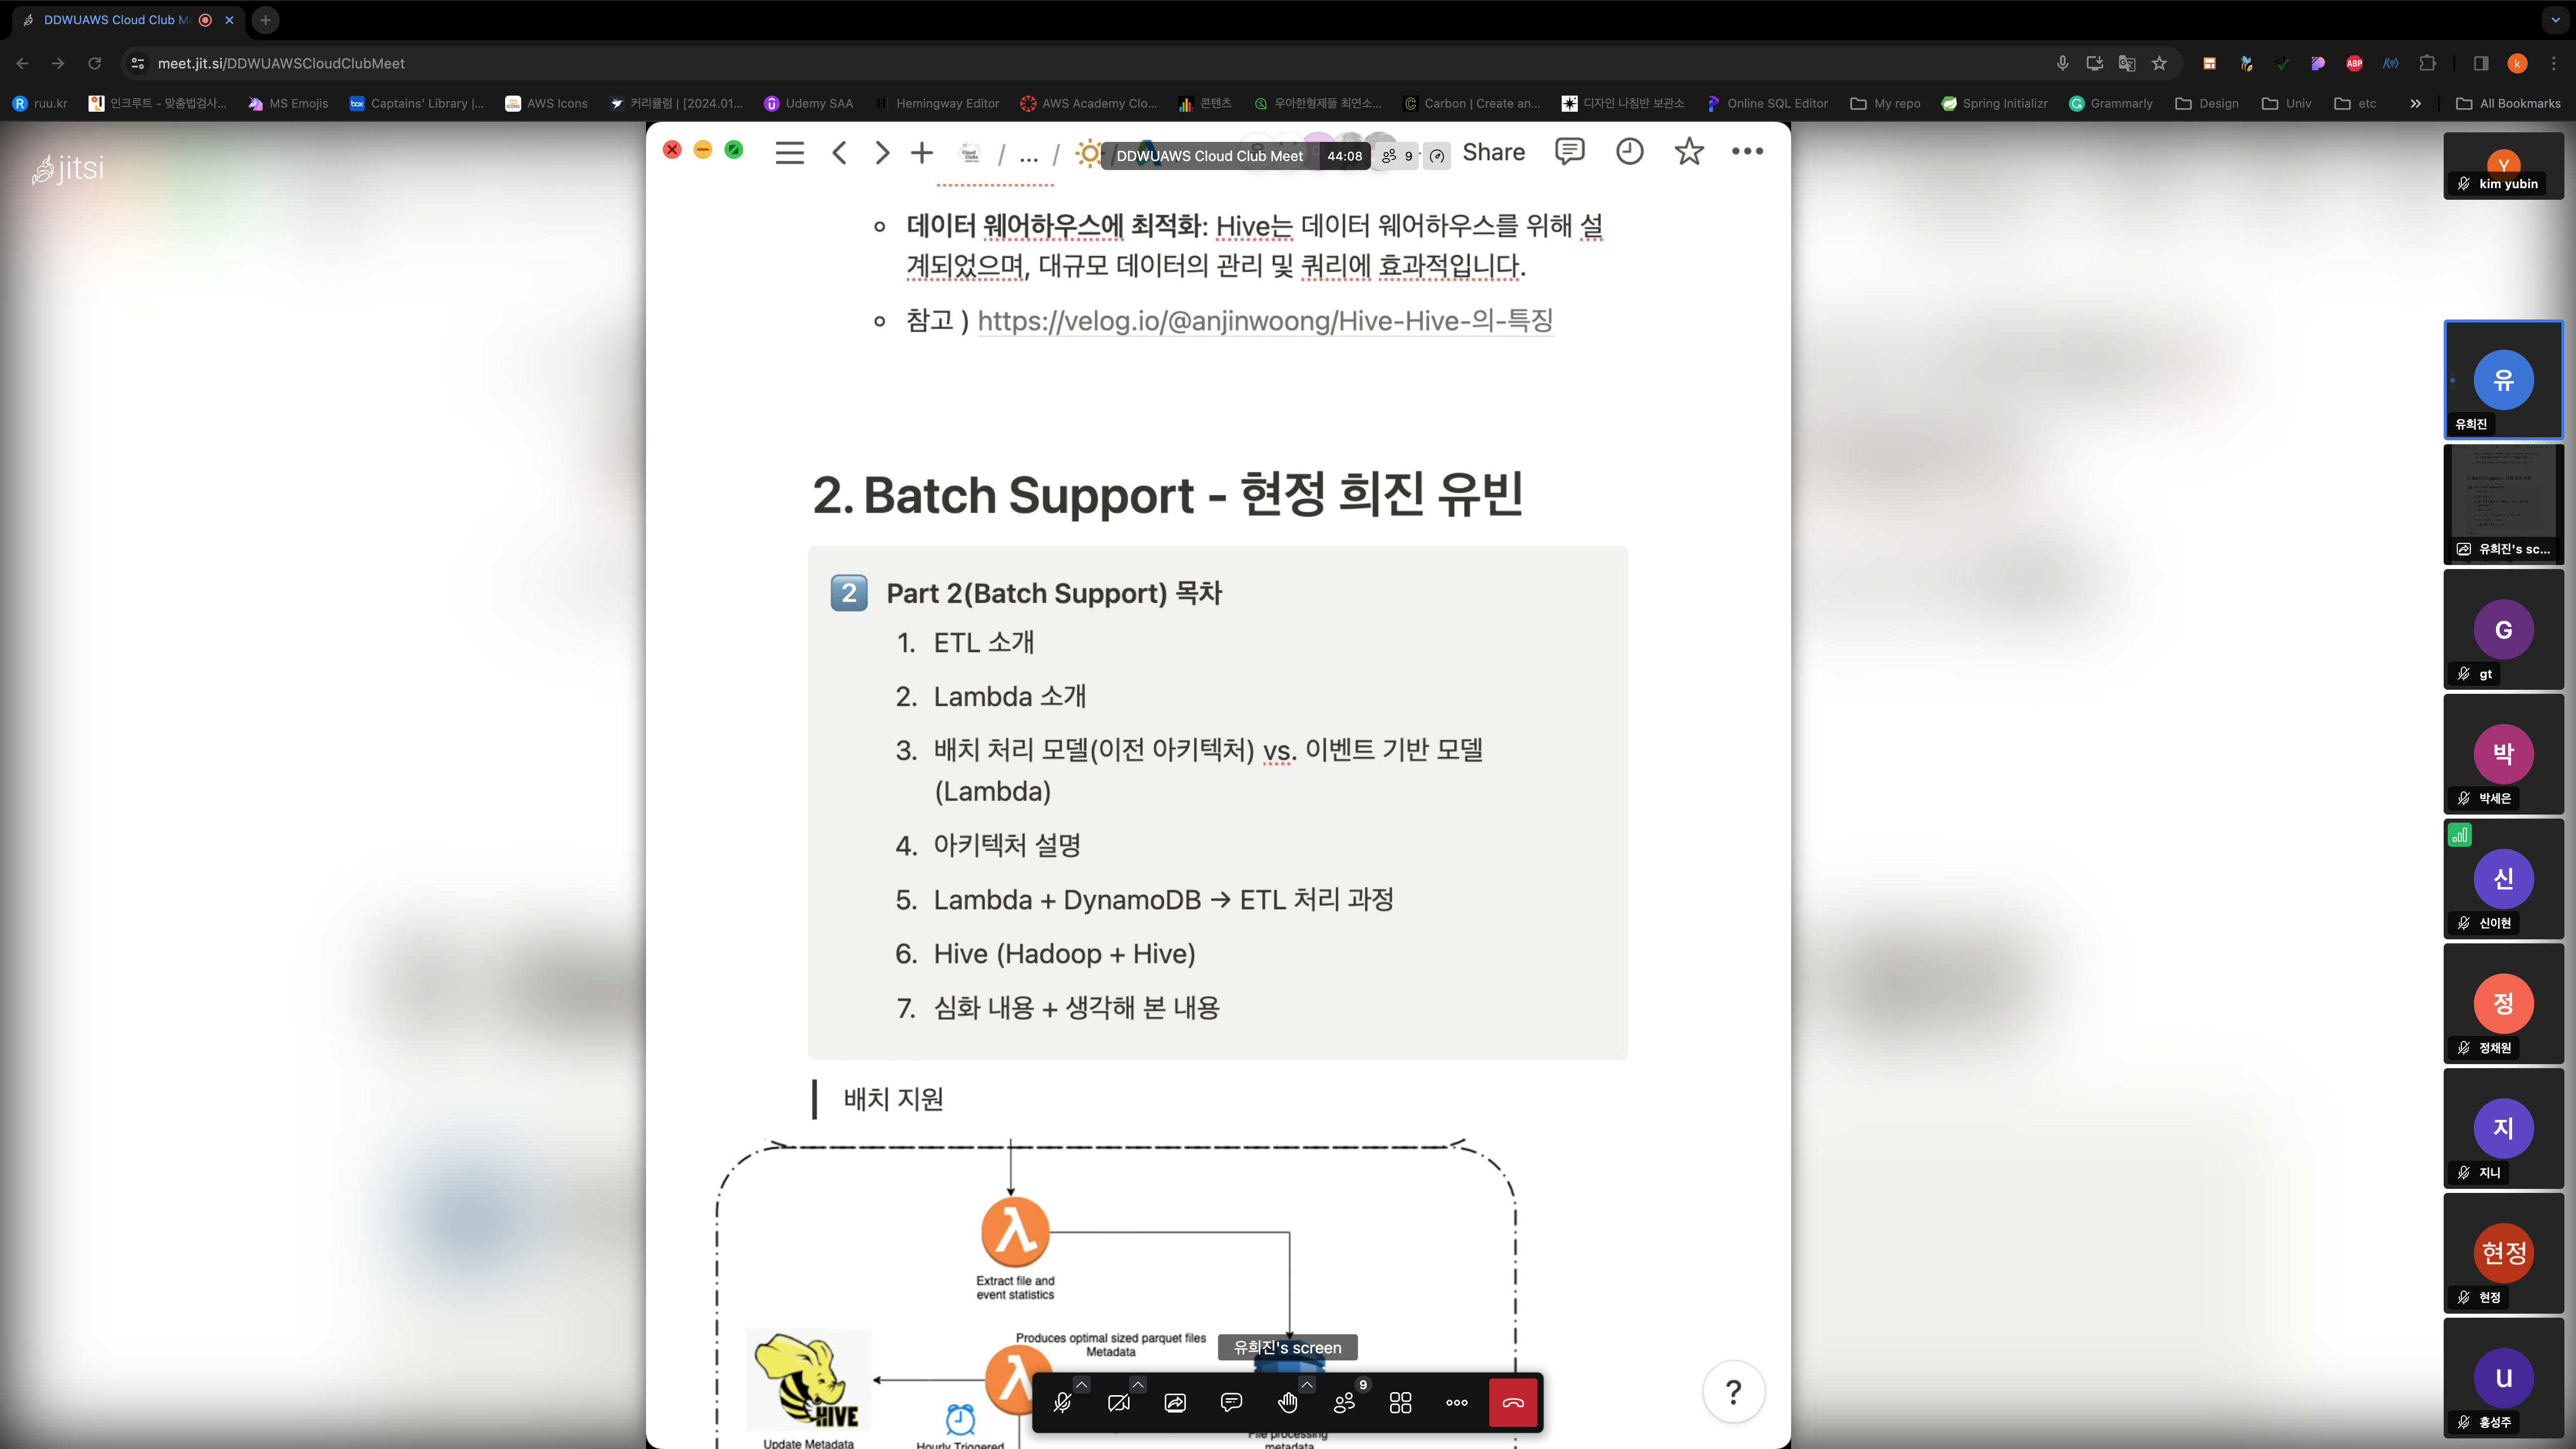 DDWUAWS Cloud Club M
meet.jit.si/DDWUAWSCloudClubMeet
ABP
k
ruu.kr
인크루트 - 맞춤법검사...
MS Emojis
Captains' Library |...
AWS Icons
커리큘럼 | [2024.01...
Udemy SAA
Hemingway Editor
AWS Academy Clo...
콘텐츠
우아한형제들 최연소...
Carbon | Create an...
디자인 나침반 보관소
Online SQL Editor
My repo
Spring Initializr
Grammarly
Design
Univ
etc
All Bookmarks
jitsi
/ ... /
DDWUAWS Cloud Club Meet
44:08
9
Share
데이터 웨어하우스에 최적화: Hive는 데이터 웨어하우스를 위해 설
계되었으며, 대규모 데이터의 관리 및 쿼리에 효과적입니다.
참고 ) https://velog.io/@anjinwoong/Hive-Hive-의-특징
2. Batch Support - 현정 희진 유빈
2 Part 2(Batch Support) 목차
1. ETL 소개
2. Lambda 소개
3. 배치 처리 모델(이전 아키텍처) vs. 이벤트 기반 모델
(Lambda)
4. 아키텍처 설명
5. Lambda + DynamoDB → ETL 처리 과정
6. Hive (Hadoop + Hive)
7. 심화 내용 + 생각해 본 내용
배치 지원
Extract file and
event statistics
Produces optimal sized parquet files
Metadata
HIVE
Update Metadata
Hourly Triggered
File processing
metadata
유희진's screen
9
?
Y
kim yubin
유
유희진
유희진's sc...
G
gt
박
박세은
신
신이현
정
정채원
지
지니
현정
현정
U
홍성주